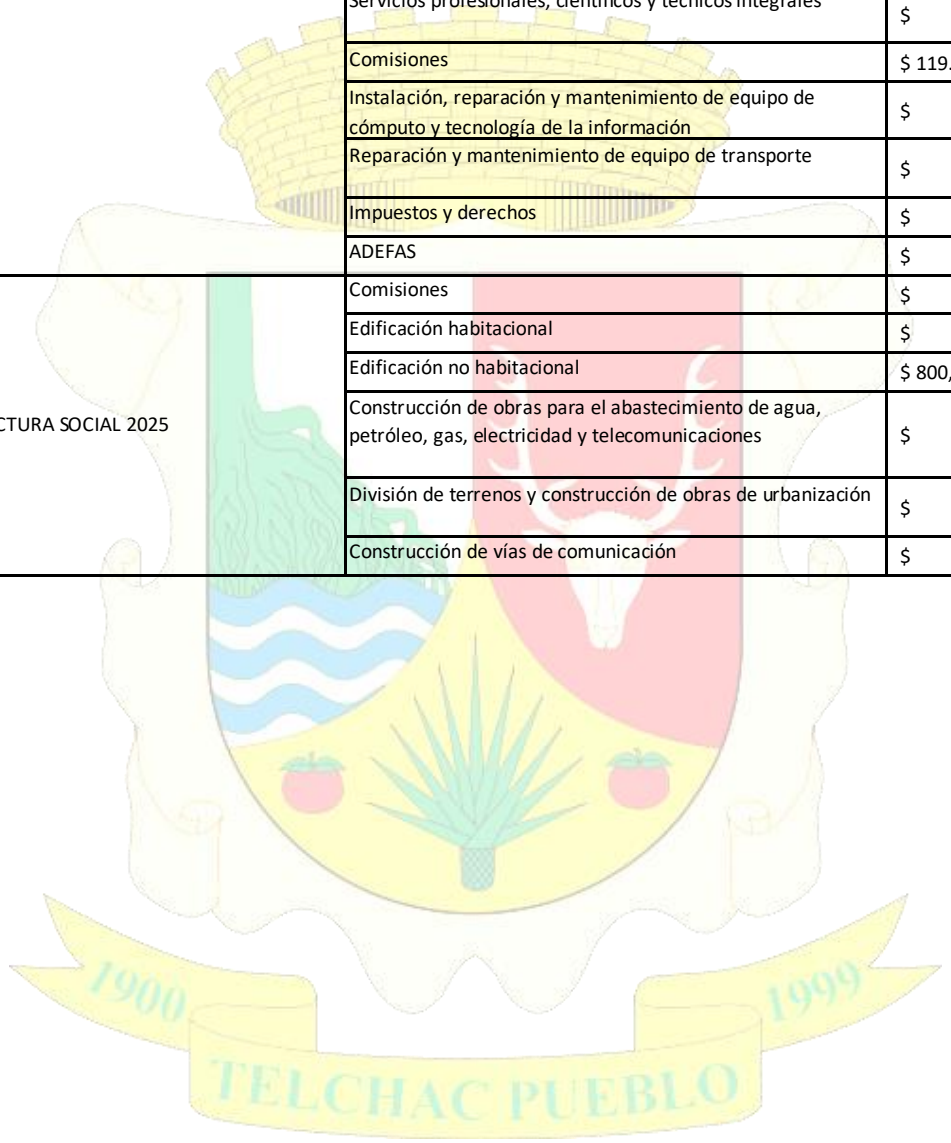 Servicios profesionales, científicos y técnicos integrales
$
Comisiones
$ 119.
Instalación, reparación y mantenimiento de equipo de
cómputo y tecnología de la información
$
Reparación y mantenimiento de equipo de transporte
$
Impuestos y derechos
$
ADEFAS
$
CTURA SOCIAL 2025
Comisiones
$
Edificación habitacional
$
Edificación no habitacional
$ 800,
Construcción de obras para el abastecimiento de agua,
petróleo, gas, electricidad y telecomunicaciones
$
División de terrenos y construcción de obras de urbanización
$
Construcción de vías de comunicación
$
1900
1999
TELCHAC PUEBLO